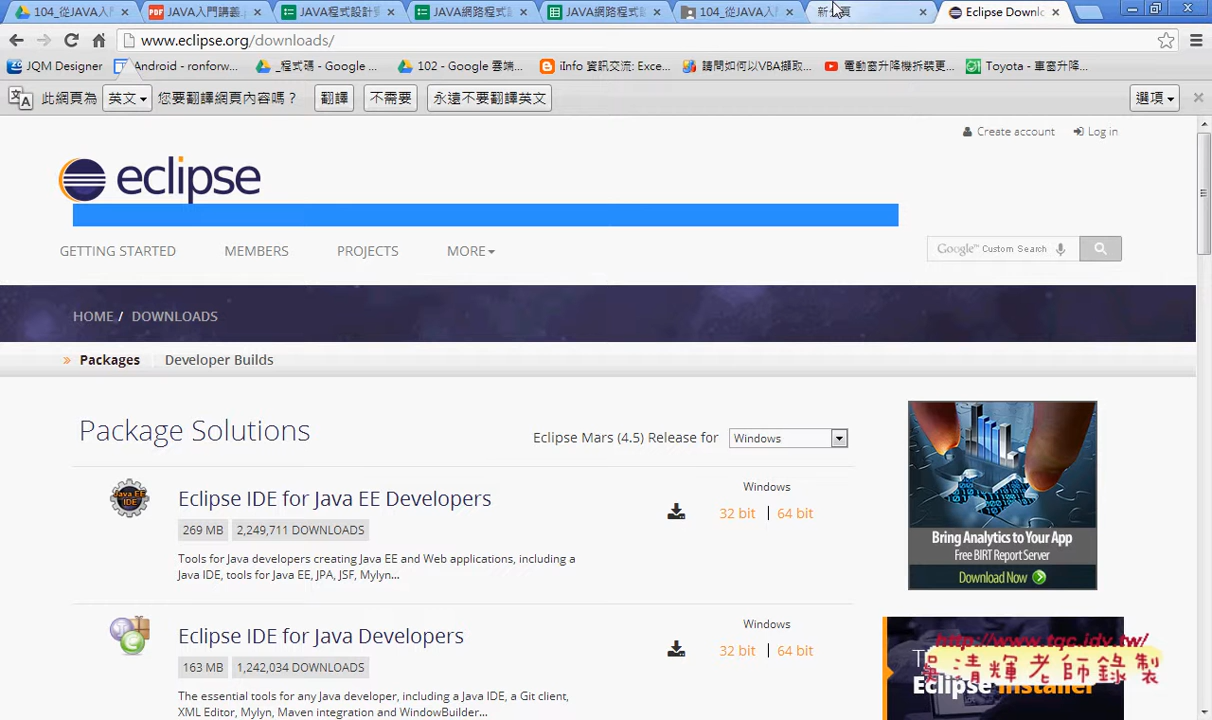 104_從JAVA入門
JAVA入門講義.p
JAVA程式設計
JAVA網路程式
JAVA網路程式
104_從JAVA入門
Eclipse Downlo
www.eclipse.org/downloads/
JQM Designer
Android - ronforw...
_程式碼 - Google ...
102 - Google 雲端...
iInfo 資訊交流: Exce...
請問如何以VBA擷取...
電動窗升降機拆裝更...
Toyota - 車窗升降...
此網頁為 英文 您要翻譯網頁內容嗎？ 翻譯 不需要 永遠不要翻譯英文 選項
Create account Log in
eclipse
GETTING STARTED MEMBERS PROJECTS MORE
Google™ Custom Search
HOME / DOWNLOADS
» Packages Developer Builds
Package Solutions
Eclipse Mars (4.5) Release for Windows
Eclipse IDE for Java EE Developers
269 MB 2,249,711 DOWNLOADS
Tools for Java developers creating Java EE and Web applications, including a
Java IDE, tools for Java EE, JPA, JSF, Mylyn...
Windows
32 bit | 64 bit
Java EE
IDE
Eclipse IDE for Java Developers
163 MB 1,242,034 DOWNLOADS
The essential tools for any Java developer, including a Java IDE, a Git client,
XML Editor, Mylyn, Maven integration and WindowBuilder...
Windows
32 bit | 64 bit
Bring Analytics to Your App
Free BIRT Report Server
Download Now
http://www.tqc.idv.tw/
吳清輝老師錄製
Eclipse Installer